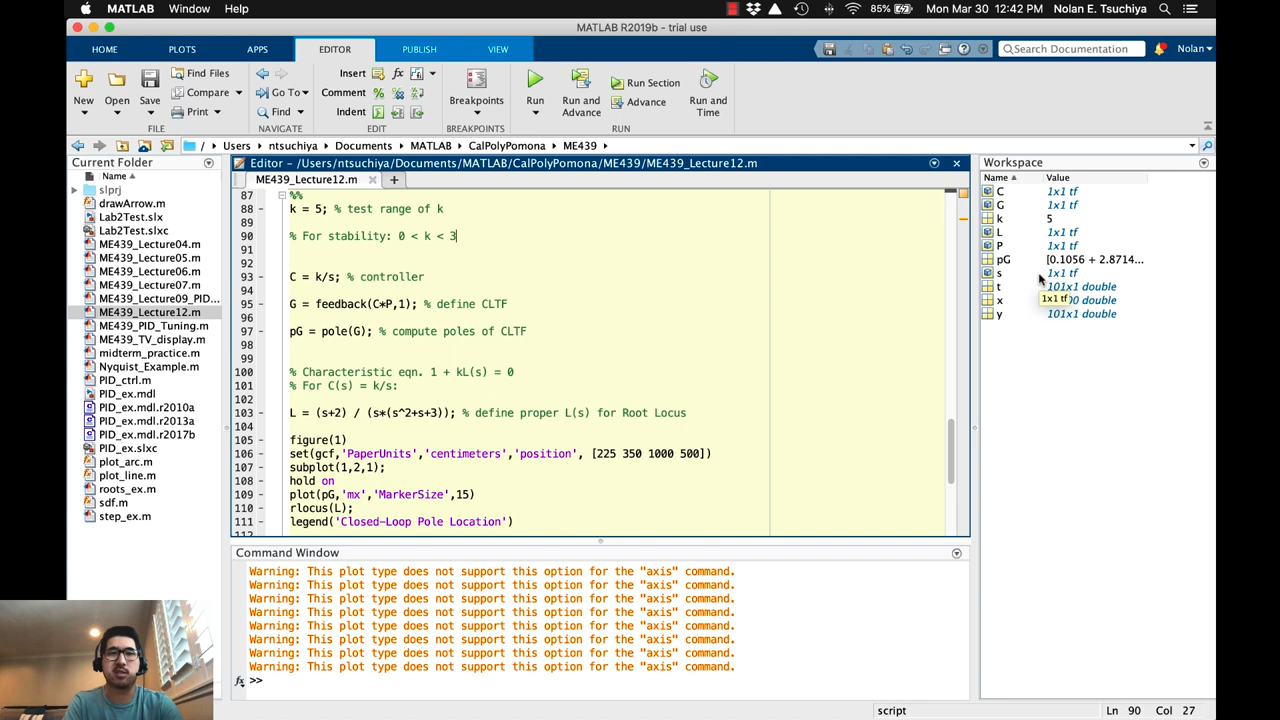 MATLAB Window Help 85% Mon Mar 30 12:42 PM Nolan E. Tsuchiya
MATLAB R2019b - trial use
HOME PLOTS APPS EDITOR PUBLISH VIEW Search Documentation Nolan
New Open Save Find Files Compare Print
Insert Comment Indent fx
Go To Find
Breakpoints Run Run and Advance Run Section Advance Run and Time
FILE NAVIGATE EDIT BREAKPOINTS RUN
/ Users ntsuchiya Documents MATLAB CalPolyPomona ME439
Current Folder
Name
slprj
drawArrow.m
Lab2Test.slx
Lab2Test.slxc
ME439_Lecture04.m
ME439_Lecture05.m
ME439_Lecture06.m
ME439_Lecture07.m
ME439_Lecture09_PID...
ME439_Lecture12.m
ME439_PID_Tuning.m
ME439_TV_display.m
midterm_practice.m
Nyquist_Example.m
PID_ctrl.m
PID_ex.mdl
PID_ex.mdl.r2010a
PID_ex.mdl.r2013a
PID_ex.mdl.r2017b
PID_ex.slxc
plot_arc.m
plot_line.m
roots_ex.m
sdf.m
step_ex.m
Editor - /Users/ntsuchiya/Documents/MATLAB/CalPolyPomona/ME439/ME439_Lecture12.m
ME439_Lecture12.m
87 %%
88 - k = 5; % test range of k
89
90 % For stability: 0 < k < 3
91
92
93 - C = k/s; % controller
94
95 - G = feedback(C*P,1); % define CLTF
96
97 - pG = pole(G); % compute poles of CLTF
98
99
100 % Characteristic eqn. 1 + kL(s) = 0
101 % For C(s) = k/s:
102
103 - L = (s+2) / (s*(s^2+s+3)); % define proper L(s) for Root Locus
104
105 - figure(1)
106 - set(gcf,'PaperUnits','centimeters','position', [225 350 1000 500])
107 - subplot(1,2,1);
108 - hold on
109 - plot(pG,'mx','MarkerSize',15)
110 - rlocus(L);
111 - legend('Closed-Loop Pole Location')
112
Command Window
Warning: This plot type does not support this option for the "axis" command.
Warning: This plot type does not support this option for the "axis" command.
Warning: This plot type does not support this option for the "axis" command.
Warning: This plot type does not support this option for the "axis" command.
Warning: This plot type does not support this option for the "axis" command.
Warning: This plot type does not support this option for the "axis" command.
Warning: This plot type does not support this option for the "axis" command.
Warning: This plot type does not support this option for the "axis" command.
fx >>
Workspace
Name Value
C 1x1 tf
G 1x1 tf
k 5
L 1x1 tf
P 1x1 tf
pG [0.1056 + 2.8714...
s 1x1 tf
t 101x1 double
1x1 tf
x 00 double
y 101x1 double
script Ln 90 Col 27